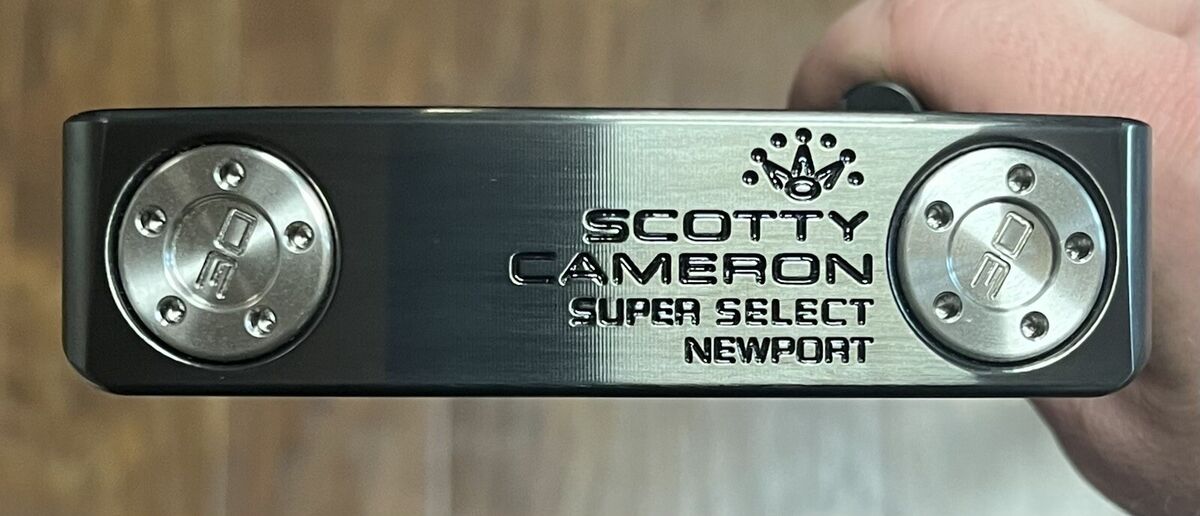 30
SCOTTY
CAMERON
SUPER SELECT
NEWPORT
30